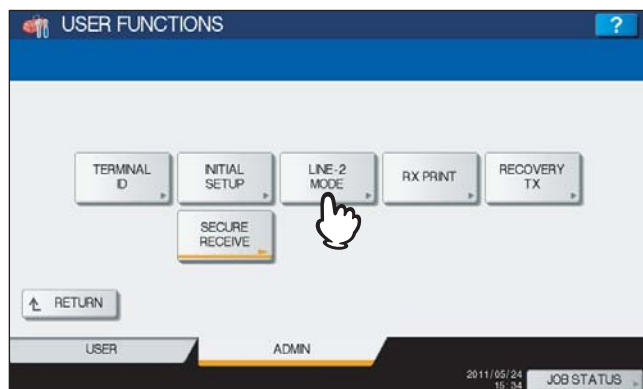 USER FUNCTIONS
?
TERMINAL
ID
INITIAL
SETUP
LINE-2
MODE
RX PRINT
RECOVERY
TX
SECURE
RECEIVE
RETURN
USER
ADMIN
2011/05/24
15:34
JOB STATUS